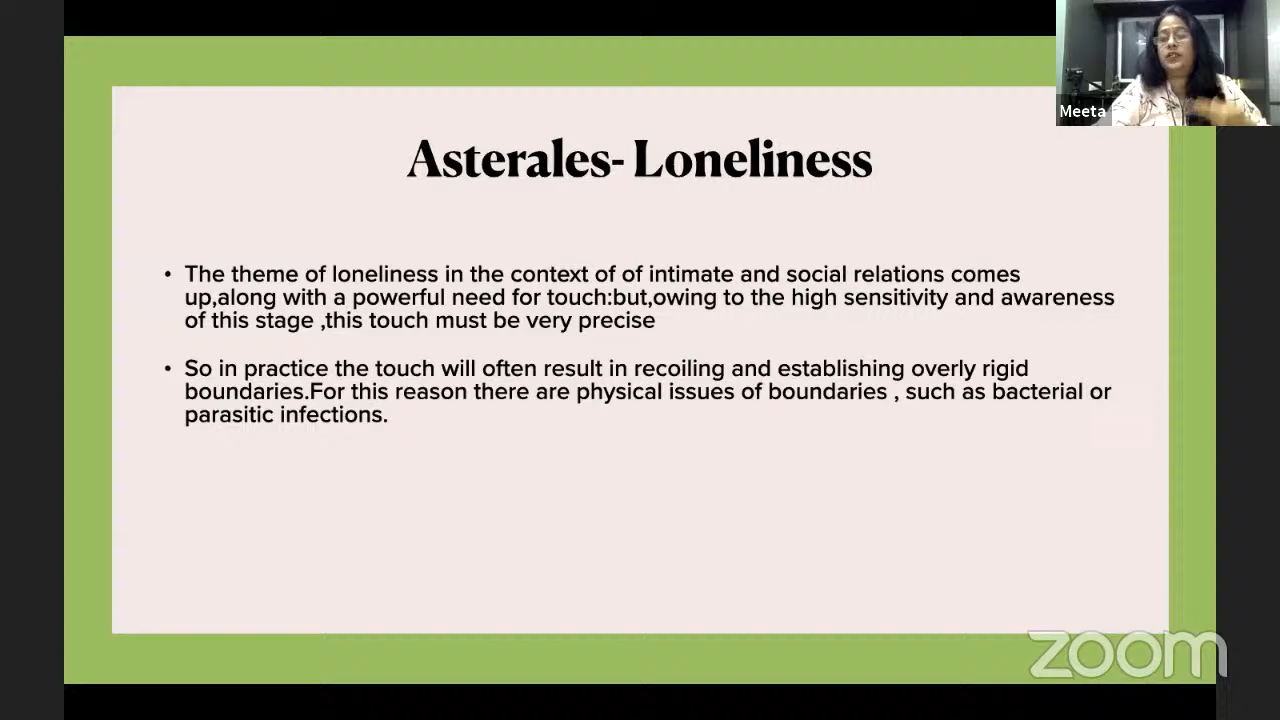 Meeta
Asterales- Loneliness
• The theme of loneliness in the context of of intimate and social relations comes
up,along with a powerful need for touch:but,owing to the high sensitivity and awareness
of this stage ,this touch must be very precise
• So in practice the touch will often result in recoiling and establishing overly rigid
boundaries.For this reason there are physical issues of boundaries , such as bacterial or
parasitic infections.
zoom